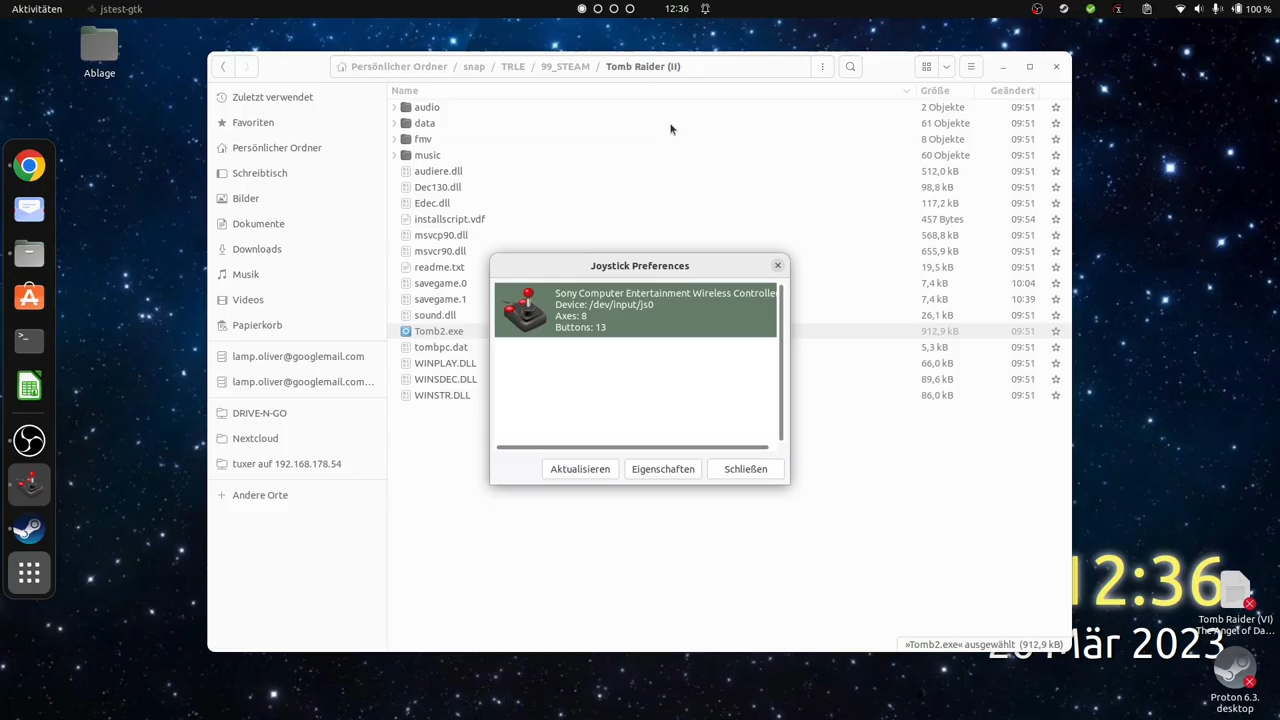 Aktivitäten
jstest-gtk
12:36
100 %
Ablage
Persönlicher Ordner / snap / TRLE / 99_STEAM / Tomb Raider (II)
Zuletzt verwendet
Favoriten
Persönlicher Ordner
Schreibtisch
Bilder
Dokumente
Downloads
Musik
Videos
Papierkorb
lamp.oliver@googlemail.com
lamp.oliver@googlemail.com…
DRIVE-N-GO
Nextcloud
tuxer auf 192.168.178.54
Andere Orte
Name Größe Geändert
audio 2 Objekte 09:51
data 61 Objekte 09:51
fmv 8 Objekte 09:51
music 60 Objekte 09:51
audiere.dll 512,0 kB 09:51
Dec130.dll 98,8 kB 09:51
Edec.dll 117,2 kB 09:51
installscript.vdf 457 Bytes 09:54
msvcp90.dll 568,8 kB 09:51
msvcr90.dll 655,9 kB 09:51
readme.txt 19,5 kB 09:51
savegame.0 7,4 kB 10:04
savegame.1 7,4 kB 10:39
sound.dll 26,1 kB 09:51
Tomb2.exe 912,9 kB 09:51
tombpc.dat 5,3 kB 09:51
WINPLAY.DLL 66,0 kB 09:51
WINSDEC.DLL 89,6 kB 09:51
WINSTR.DLL 86,0 kB 09:51
»Tomb2.exe« ausgewählt (912,9 kB)
Joystick Preferences
Sony Computer Entertainment Wireless Controller
Device: /dev/input/js0
Axes: 8
Buttons: 13
Aktualisieren
Eigenschaften
Schließen
12:36
Mär 2023
Tomb Raider (VI)
The Angel of Da…
Proton 6.3.
desktop